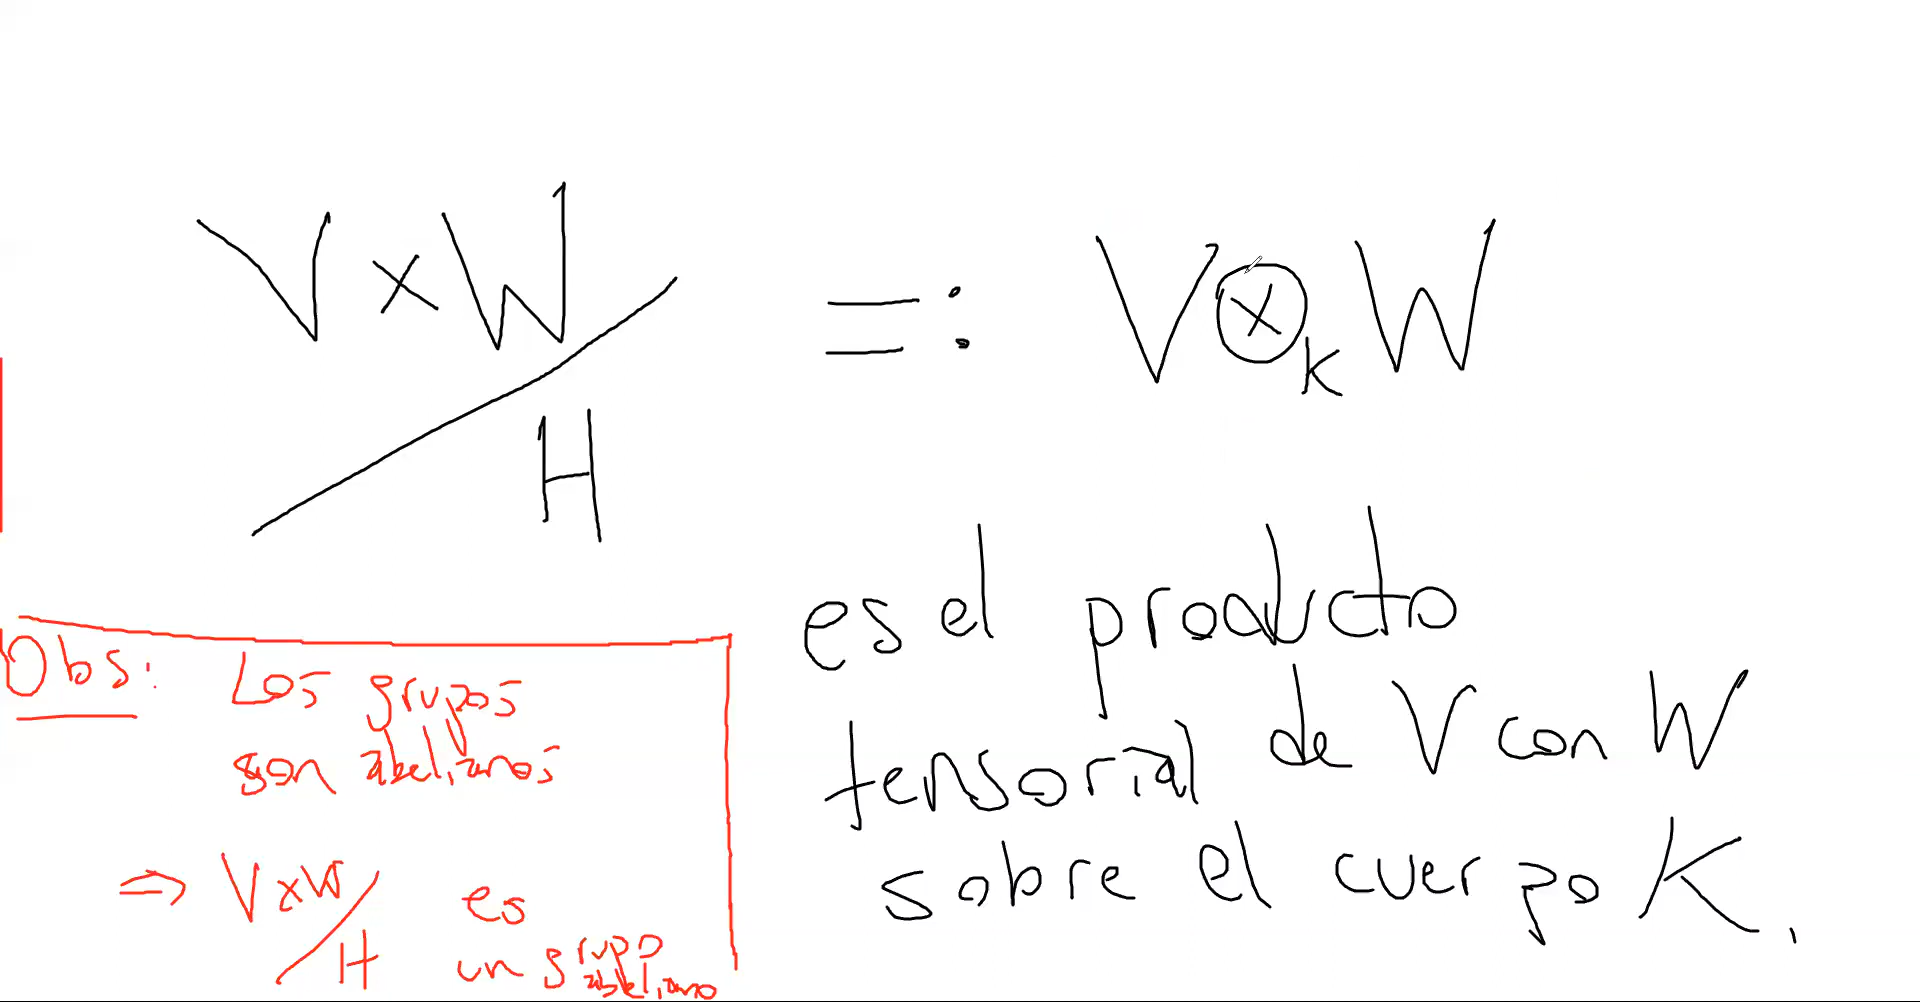 V×W/H =: V⊗ₖW
es el producto
tensorial de V con W
sobre el cuerpo K.
Obs: Los grupos
son abelianos
⇒ V×W/H es
un grupo
abeliano